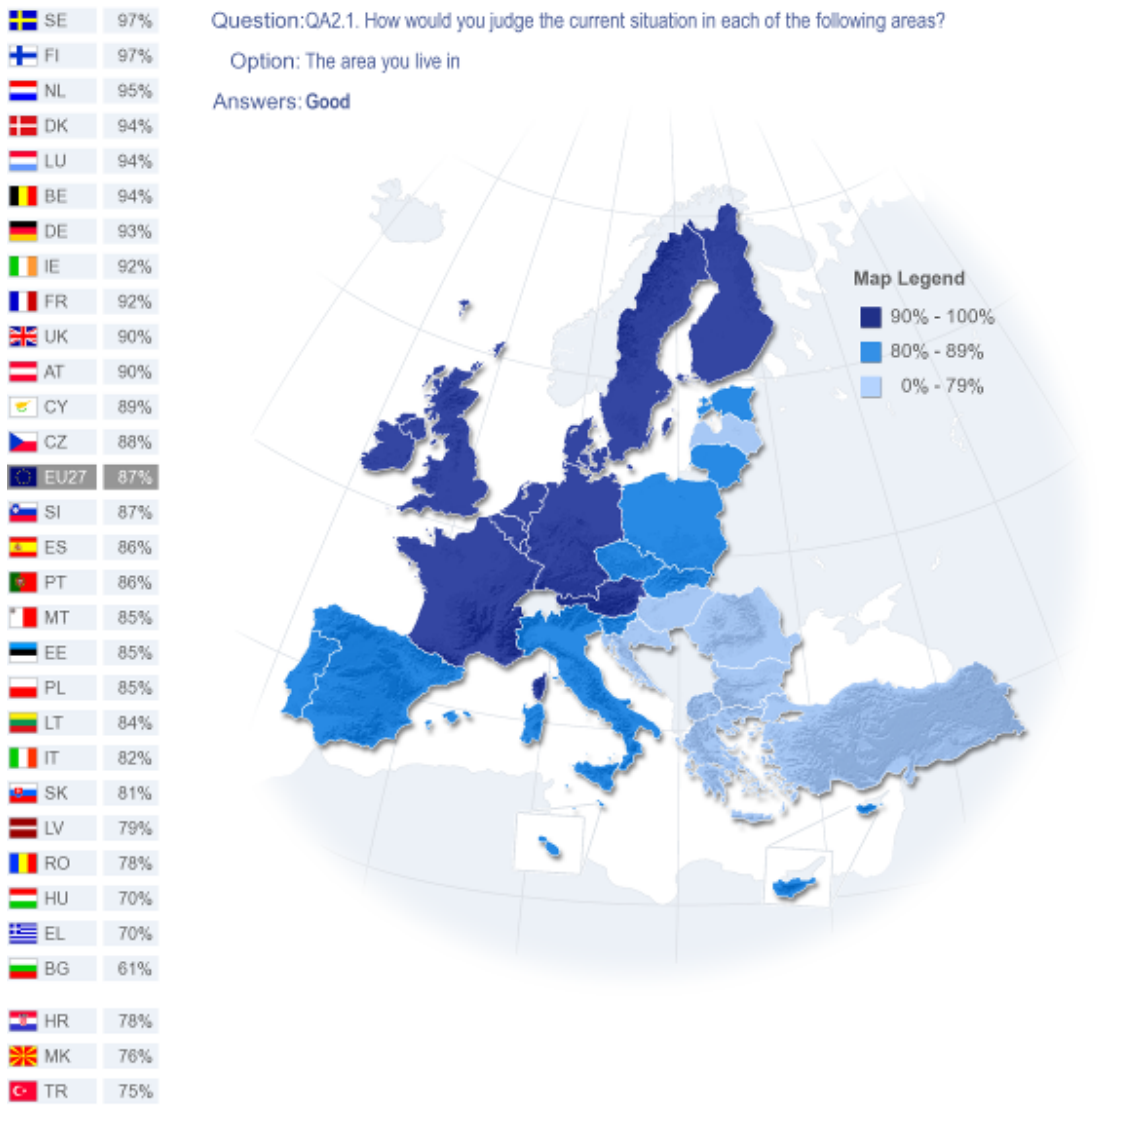 Question: QA2.1. How would you judge the current situation in each of the following areas?
Option: The area you live in
Answers: Good
SE 97%
FI 97%
NL 95%
DK 94%
LU 94%
BE 94%
DE 93%
IE 92%
FR 92%
UK 90%
AT 90%
CY 89%
CZ 88%
EU27 87%
SI 87%
ES 86%
PT 86%
MT 85%
EE 85%
PL 85%
LT 84%
IT 82%
SK 81%
LV 79%
RO 78%
HU 70%
EL 70%
BG 61%
HR 78%
MK 76%
TR 75%
Map Legend
90% - 100%
80% - 89%
0% - 79%